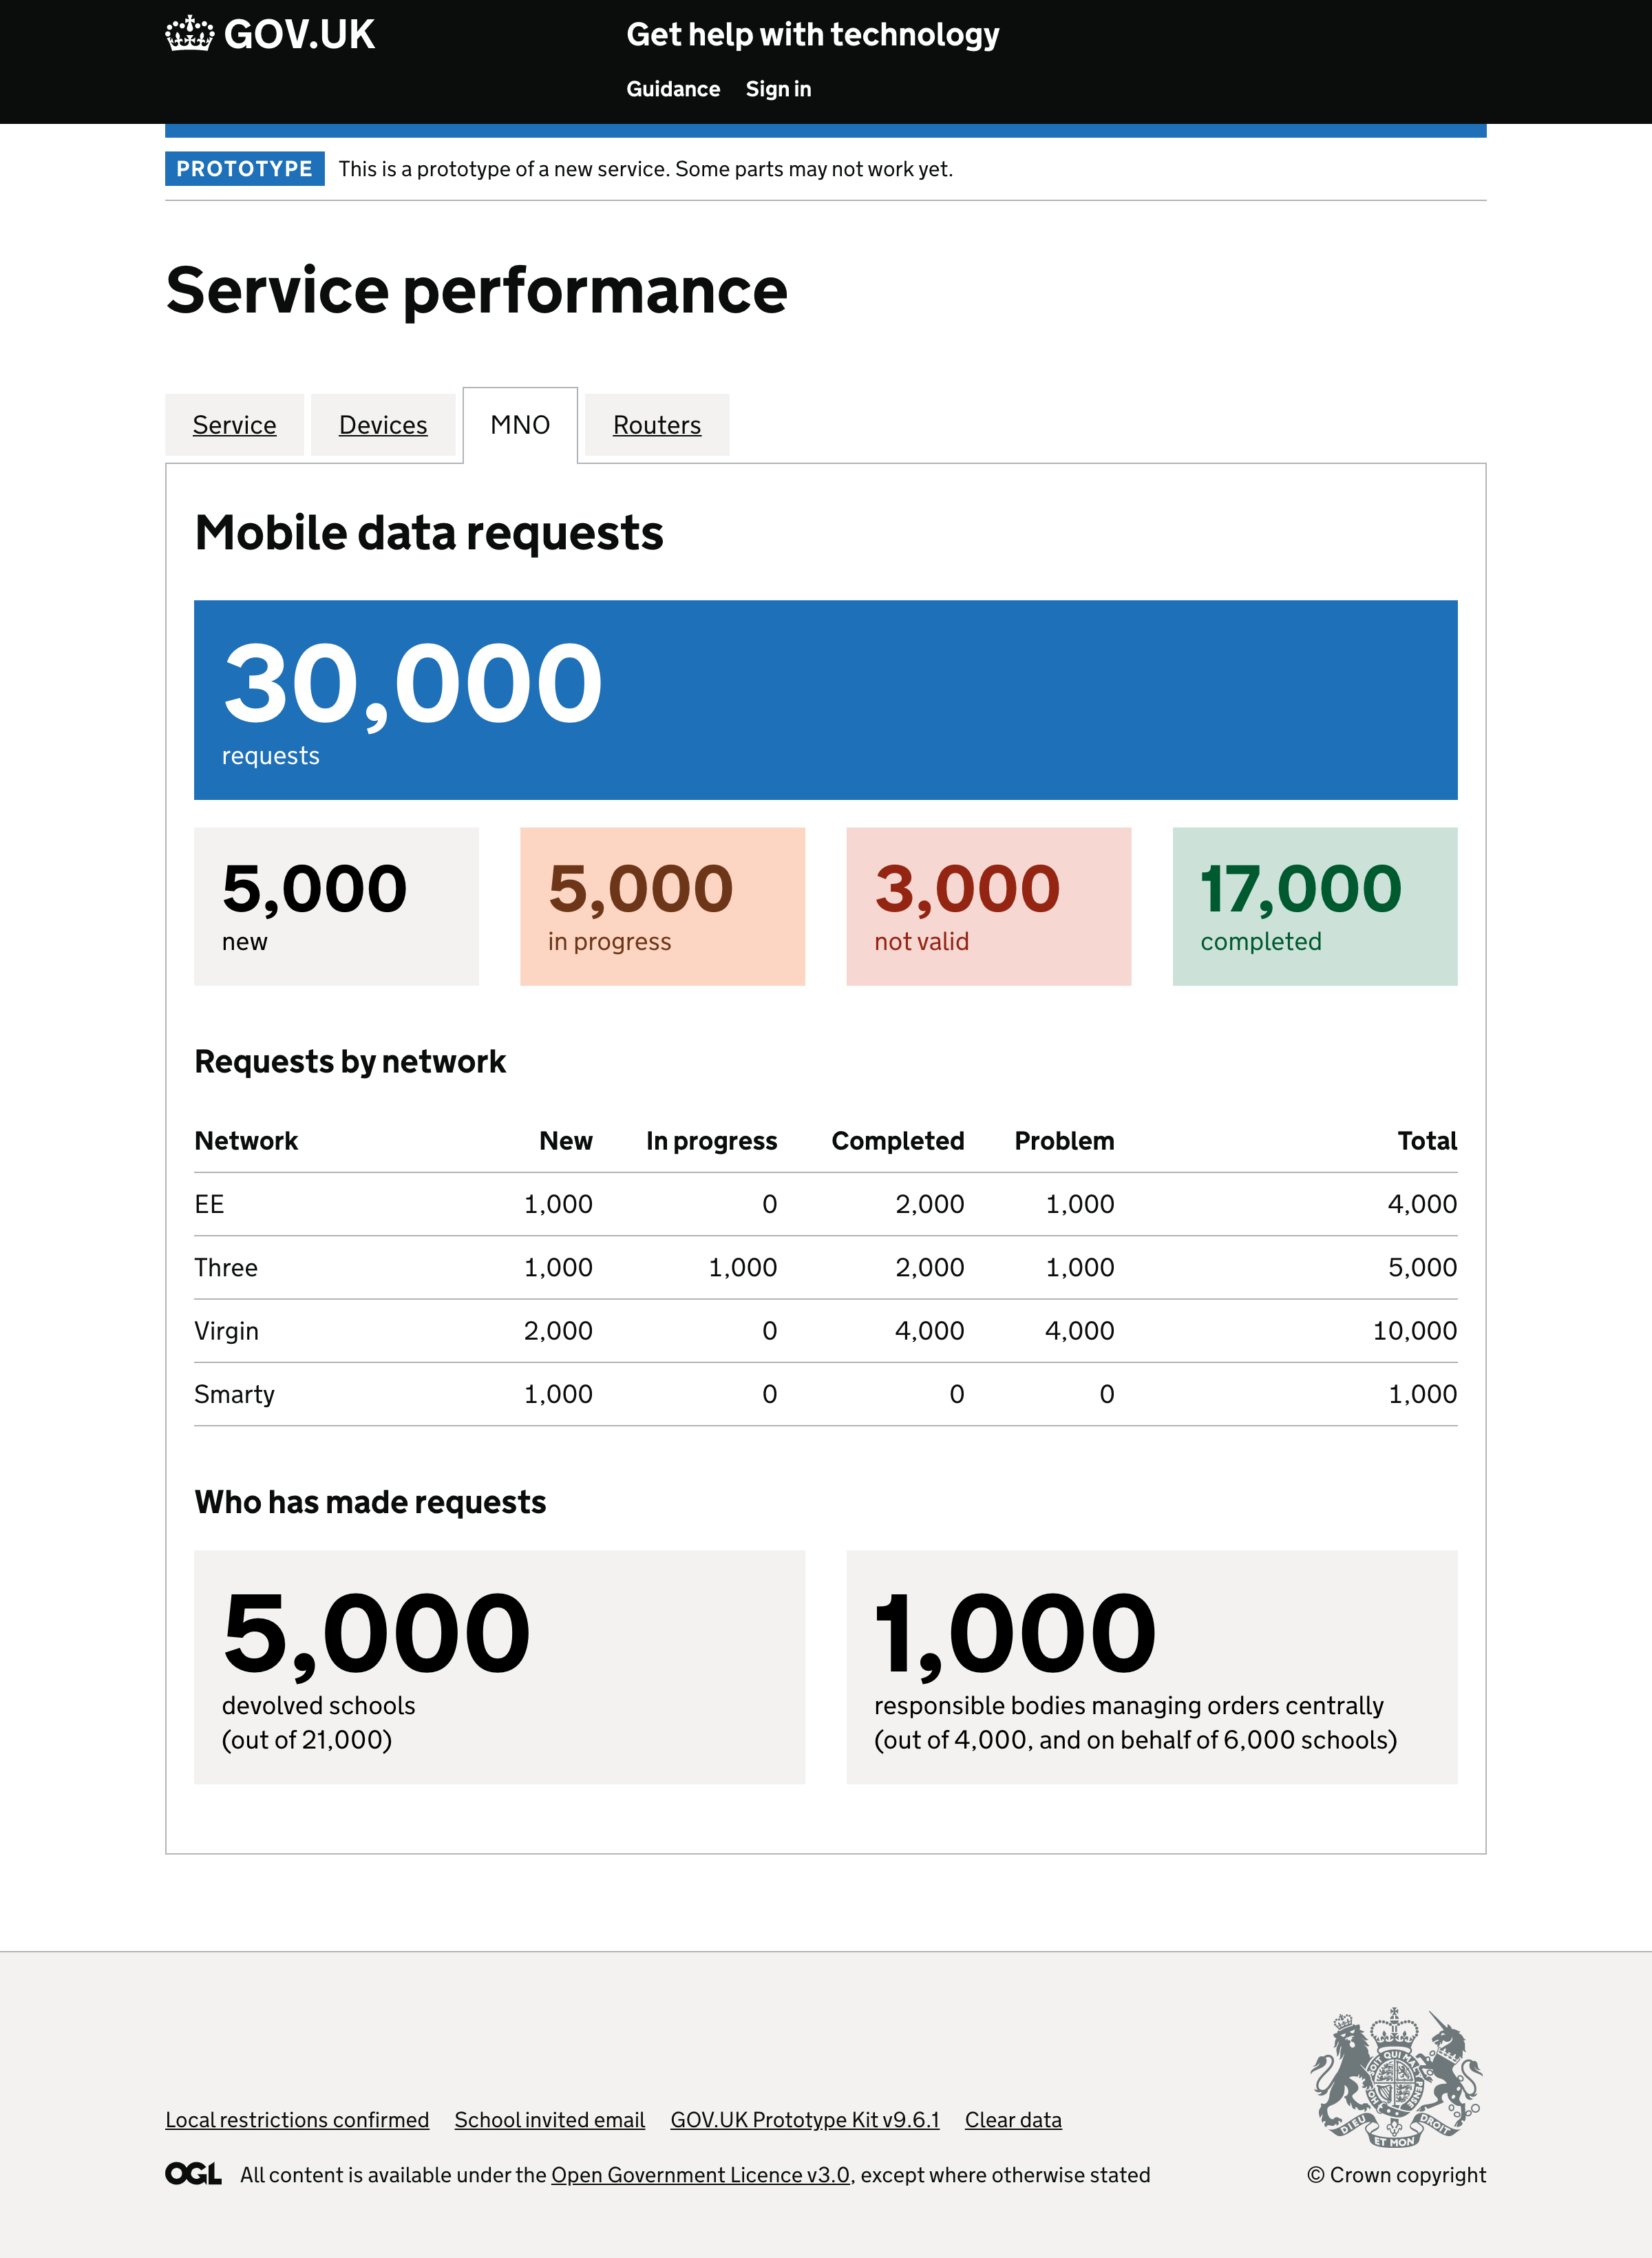 GOV.UK
Get help with technology
Guidance Sign in
PROTOTYPE This is a prototype of a new service. Some parts may not work yet.
Service performance
Service Devices MNO Routers
Mobile data requests
30,000
requests
5,000 5,000 3,000 17,000
new in progress not valid completed
Requests by network
Network New In progress Completed Problem Total
EE 1,000 0 2,000 1,000 4,000
Three 1,000 1,000 2,000 1,000 5,000
Virgin 2,000 0 4,000 4,000 10,000
Smarty 1,000 0 0 0 1,000
Who has made requests
5,000
devolved schools
(out of 21,000)
1,000
responsible bodies managing orders centrally
(out of 4,000, and on behalf of 6,000 schools)
Local restrictions confirmed School invited email GOV.UK Prototype Kit v9.6.1 Clear data
OGL All content is available under the Open Government Licence v3.0, except where otherwise stated
DIEU ET MON DROIT
© Crown copyright